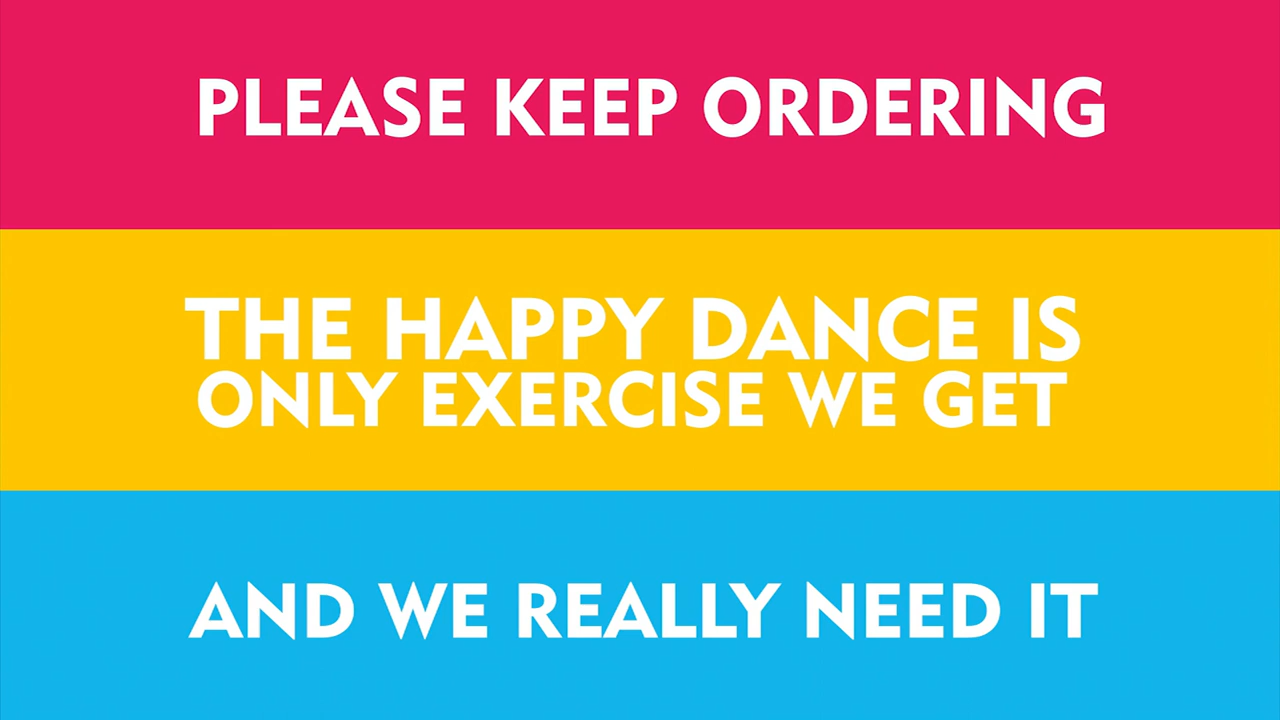 PLEASE KEEP ORDERING
THE HAPPY DANCE IS
ONLY EXERCISE WE GET
AND WE REALLY NEED IT